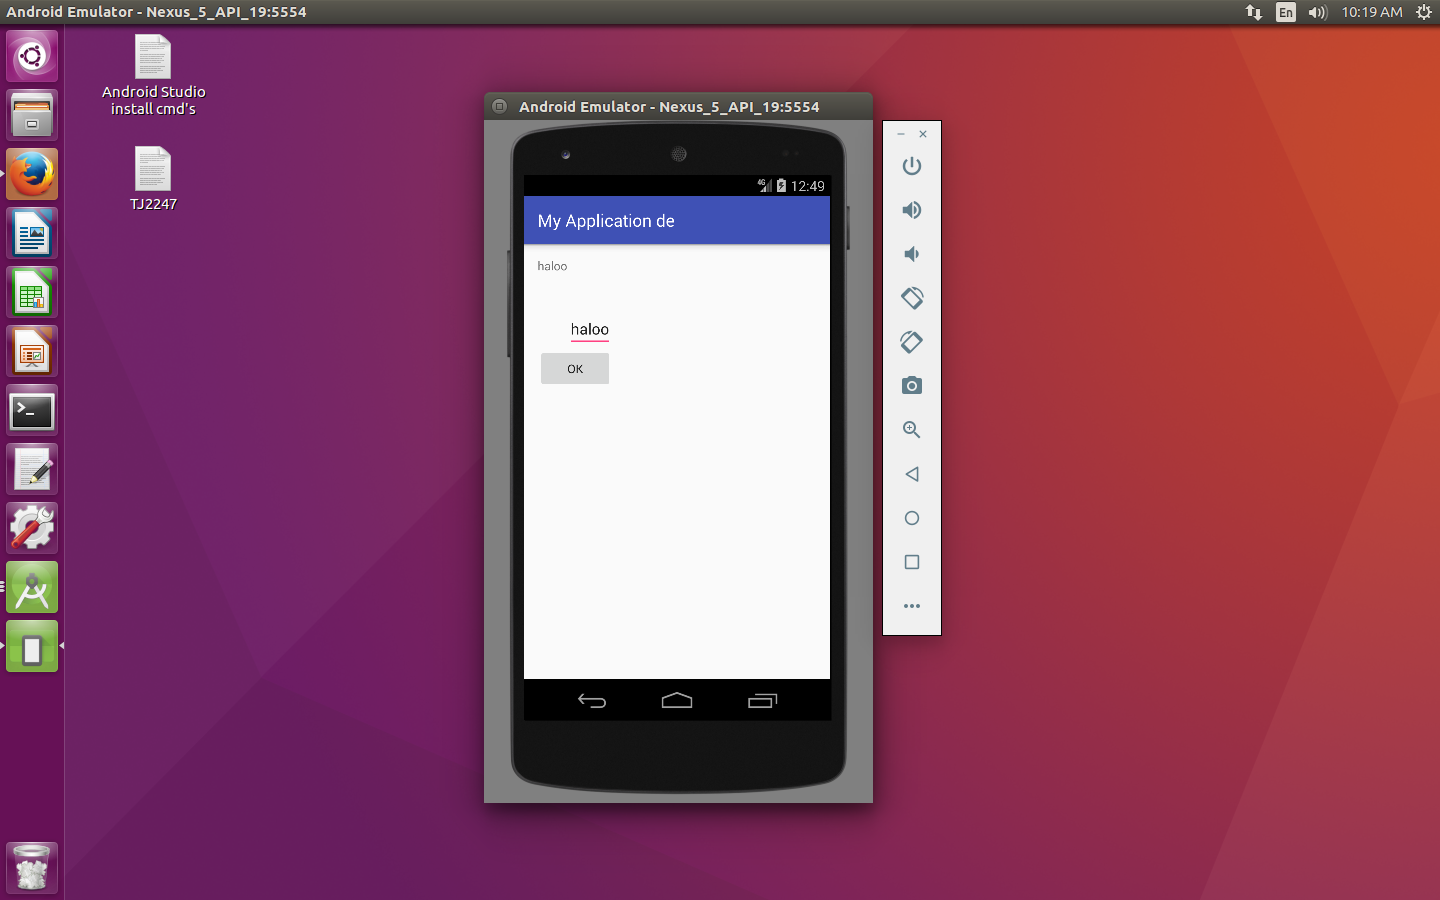 Android Emulator - Nexus_5_API_19:5554
En
10:19 AM
Android Studio
install cmd's
TJ2247
Android Emulator - Nexus_5_API_19:5554
4G
12:49
My Application de
haloo
haloo
OK